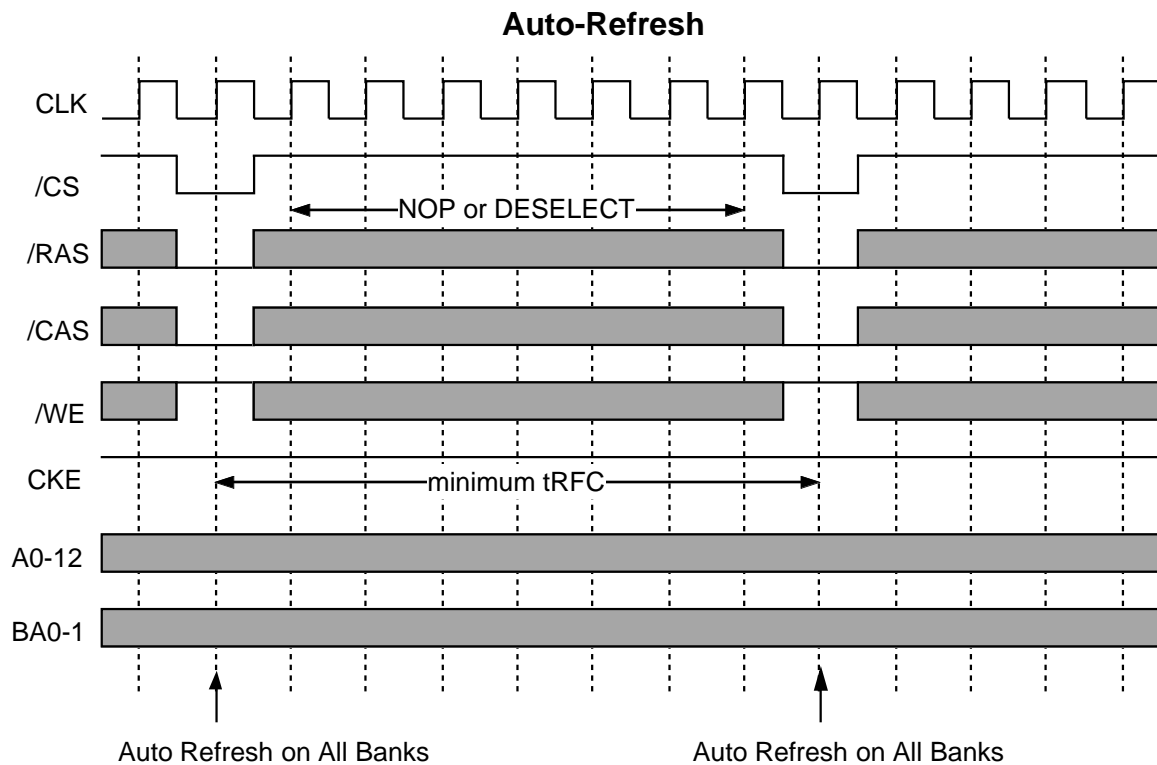 Auto-Refresh
CLK
/CS
NOP or DESELECT
/RAS
/CAS
/WE
CKE
minimum tRFC
A0-12
BA0-1
Auto Refresh on All Banks
Auto Refresh on All Banks